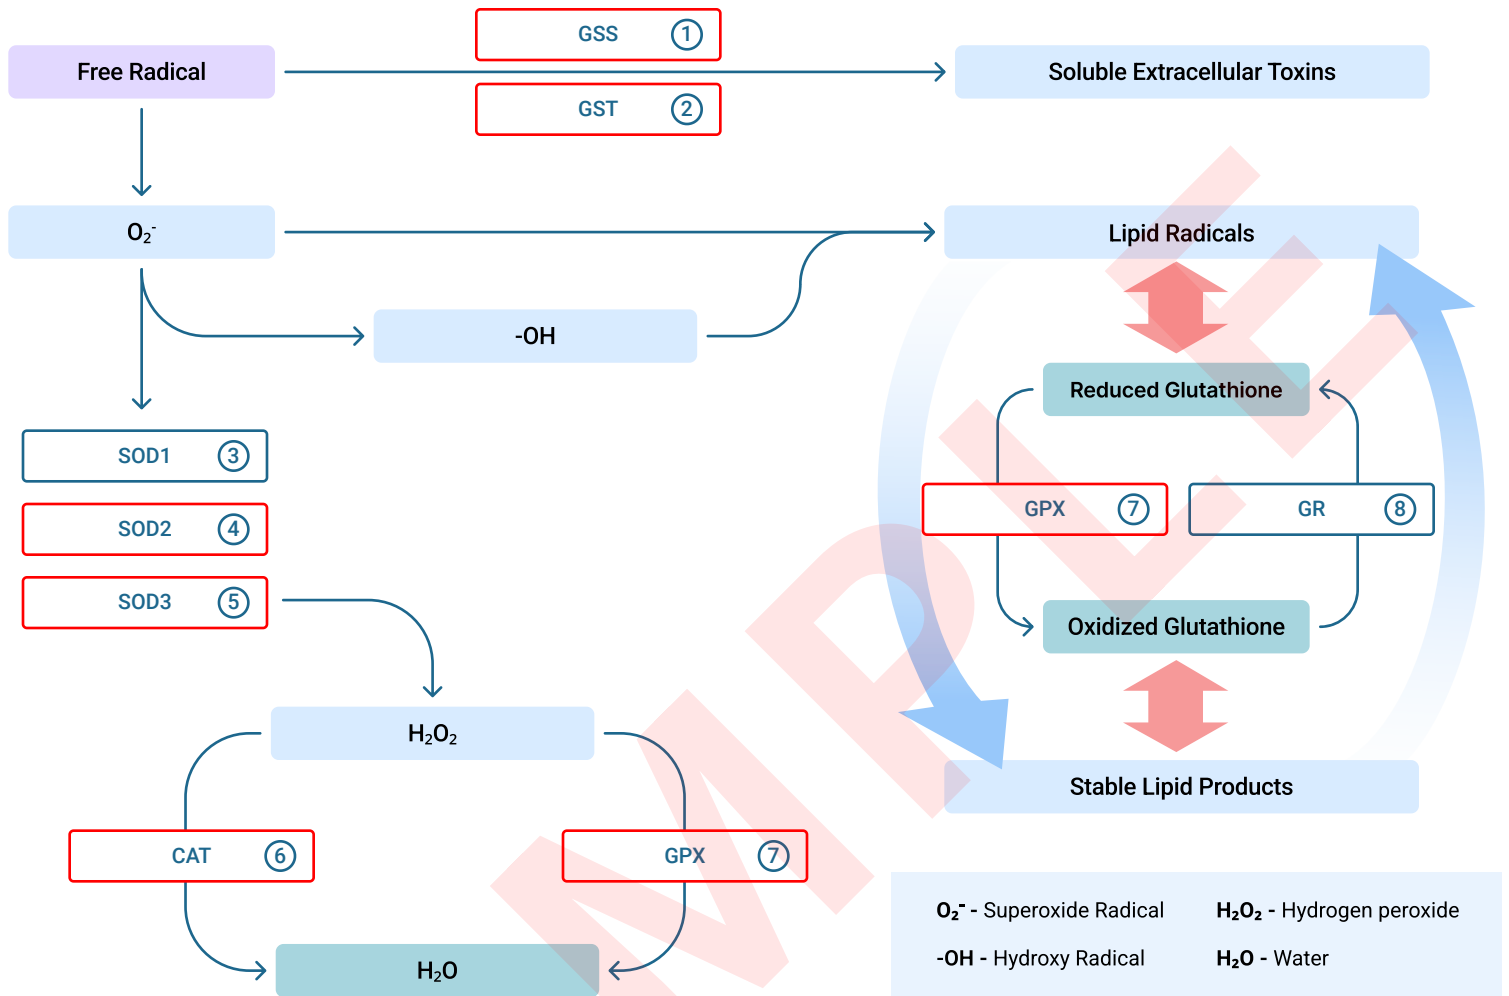 GSS 1
Free Radical
Soluble Extracellular Toxins
GST 2
O₂⁻
Lipid Radicals
-OH
Reduced Glutathione
SOD1 3
GPX 7
GR 8
SOD2 4
SOD3 5
Oxidized Glutathione
H₂O₂
Stable Lipid Products
CAT 6
GPX 7
O₂⁻ - Superoxide Radical
H₂O₂ - Hydrogen peroxide
-OH - Hydroxy Radical
H₂O - Water
H₂O
MPLE